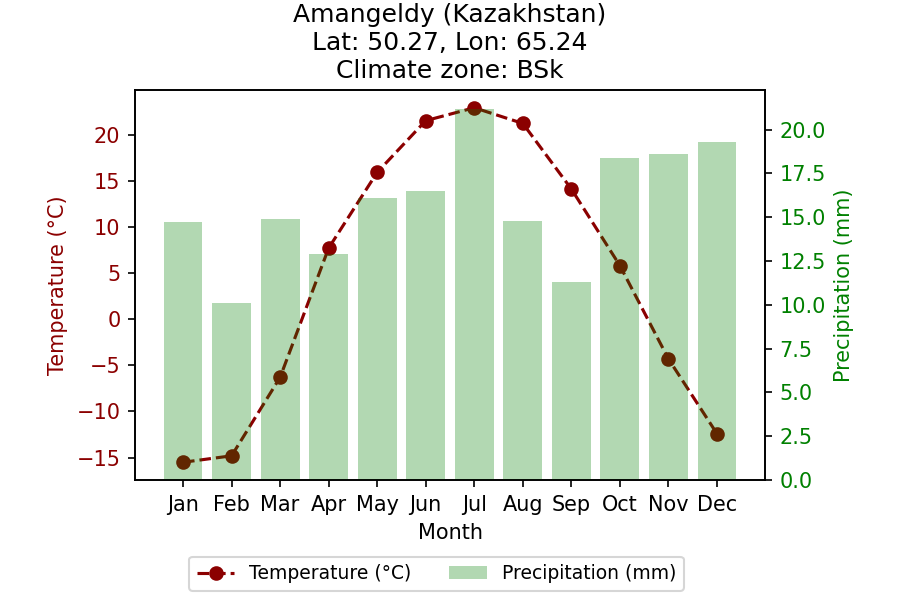 Amangeldy (Kazakhstan)
Lat: 50.27, Lon: 65.24
Climate zone: BSk
Temperature (°C)
20
15
10
5
0
−5
−10
−15
20.0
17.5
15.0
12.5
10.0
7.5
5.0
2.5
0.0
Precipitation (mm)
Jan Feb Mar Apr May Jun Jul Aug Sep Oct Nov Dec
Month
Temperature (°C) Precipitation (mm)